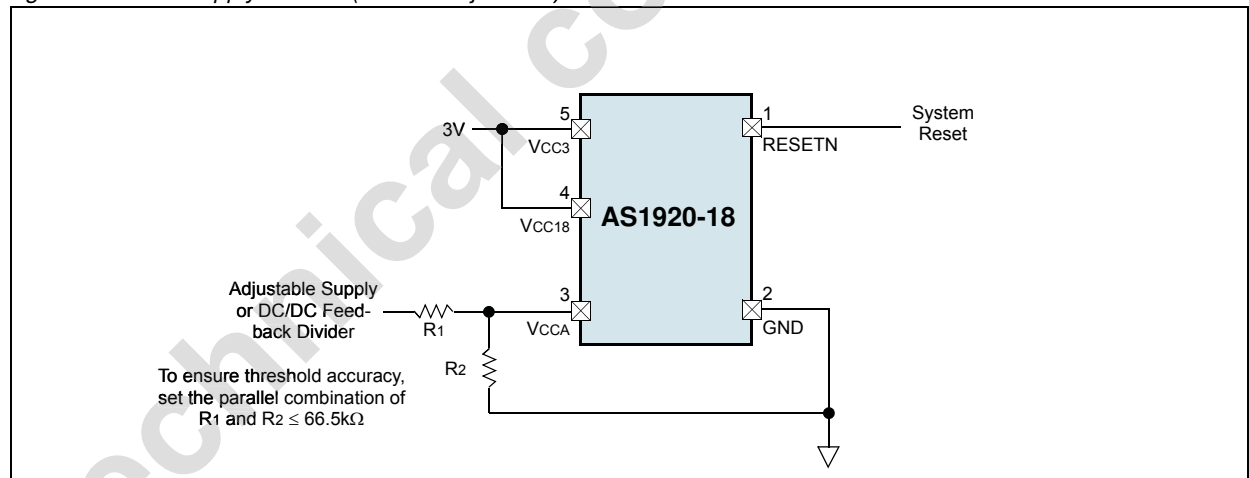 5
3V
VCC3
4
VCC18
AS1920-18
1
RESETN
System
Reset
Adjustable Supply
or DC/DC Feed-
back Divider
R1
3
VCCA
2
GND
R2
To ensure threshold accuracy,
set the parallel combination of
R1 and R2 ≤ 66.5kΩ